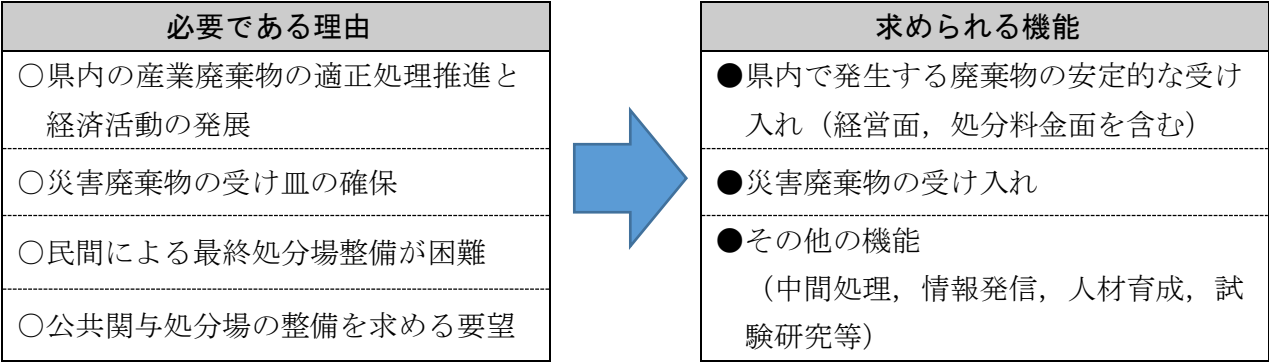 必要である理由
○県内の産業廃棄物の適正処理推進と
経済活動の発展
○災害廃棄物の受け皿の確保
○民間による最終処分場整備が困難
○公共関与処分場の整備を求める要望
求められる機能
●県内で発生する廃棄物の安定的な受け
入れ（経営面，処分料金面を含む）
●災害廃棄物の受け入れ
●その他の機能
（中間処理，情報発信，人材育成，試
験研究等）